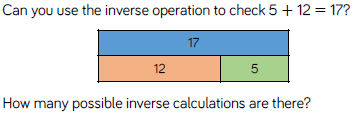 Can you use the inverse operation to check 5 + 12 = 17?
17
12 5
How many possible inverse calculations are there?